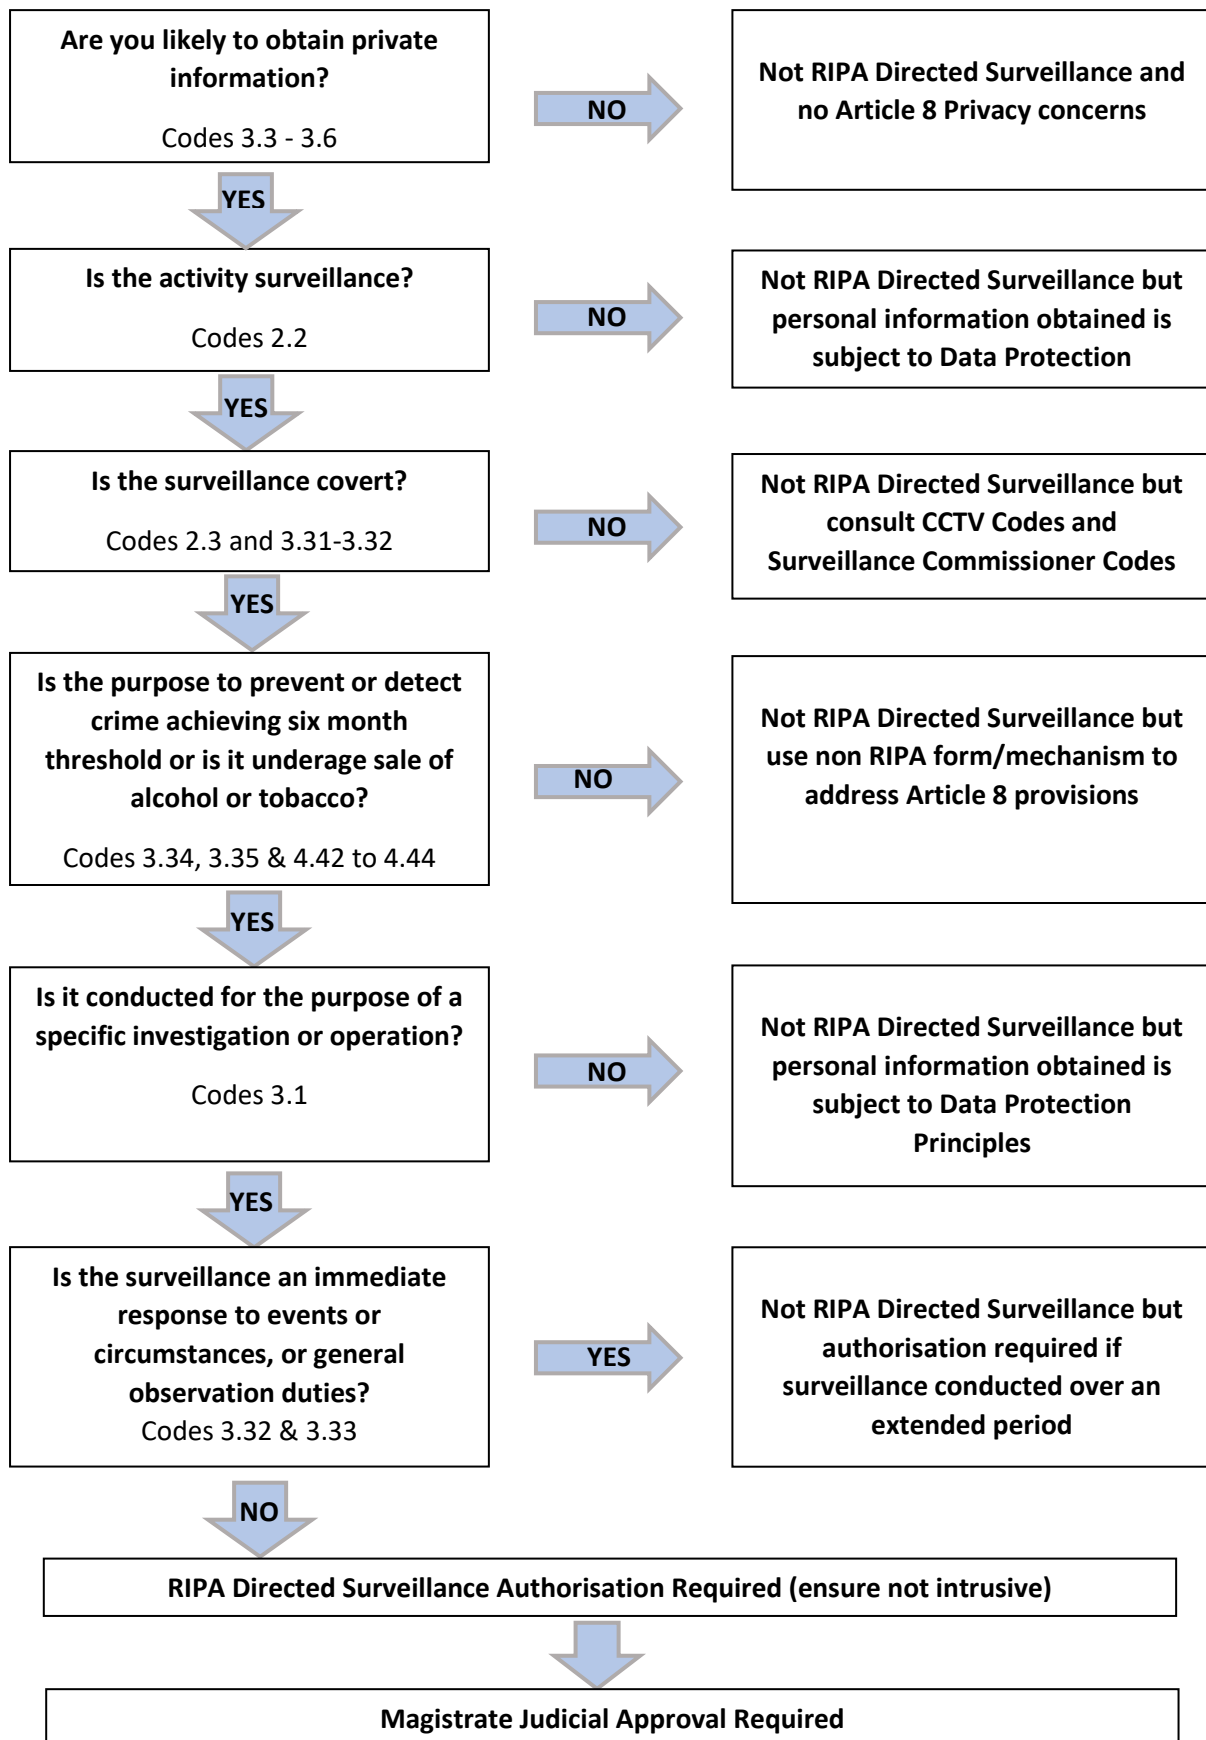 Are you likely to obtain private
information?
Codes 3.3 - 3.6
NO
Not RIPA Directed Surveillance and
no Article 8 Privacy concerns
YES
Is the activity surveillance?
Codes 2.2
NO
Not RIPA Directed Surveillance but
personal information obtained is
subject to Data Protection
YES
Is the surveillance covert?
Codes 2.3 and 3.31-3.32
NO
Not RIPA Directed Surveillance but
consult CCTV Codes and
Surveillance Commissioner Codes
YES
Is the purpose to prevent or detect
crime achieving six month
threshold or is it underage sale of
alcohol or tobacco?
Codes 3.34, 3.35 & 4.42 to 4.44
NO
Not RIPA Directed Surveillance but
use non RIPA form/mechanism to
address Article 8 provisions
YES
Is it conducted for the purpose of a
specific investigation or operation?
Codes 3.1
NO
Not RIPA Directed Surveillance but
personal information obtained is
subject to Data Protection
Principles
YES
Is the surveillance an immediate
response to events or
circumstances, or general
observation duties?
Codes 3.32 & 3.33
YES
Not RIPA Directed Surveillance but
authorisation required if
surveillance conducted over an
extended period
NO
RIPA Directed Surveillance Authorisation Required (ensure not intrusive)
Magistrate Judicial Approval Required